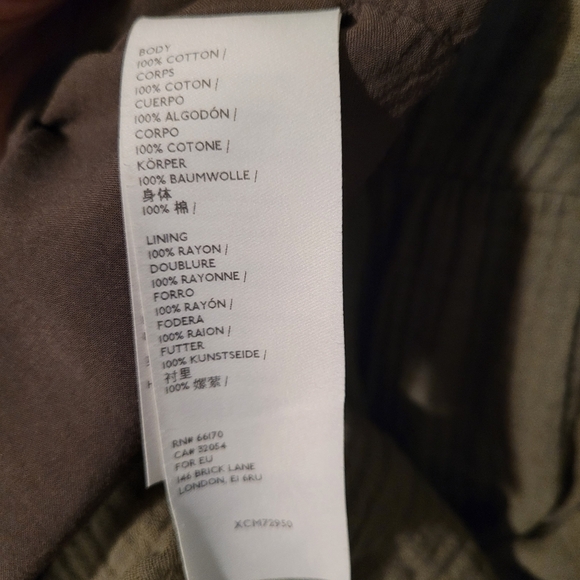 BODY
100% COTTON /
CORPS
100% COTON /
CUERPO
100% ALGODÓN /
CORPO
100% COTONE /
KÖRPER
100% BAUMWOLLE /
身体
100% 棉 /
LINING
100% RAYON /
DOUBLURE
100% RAYONNE /
FORRO
100% RAYÓN /
FODERA
100% RAION /
FUTTER
100% KUNSTSEIDE /
衬里
100% 嫘萦 /
RN# 66170
CA# 32054
FOR EU
146 BRICK LANE
LONDON, E1 6RU
XCM73950